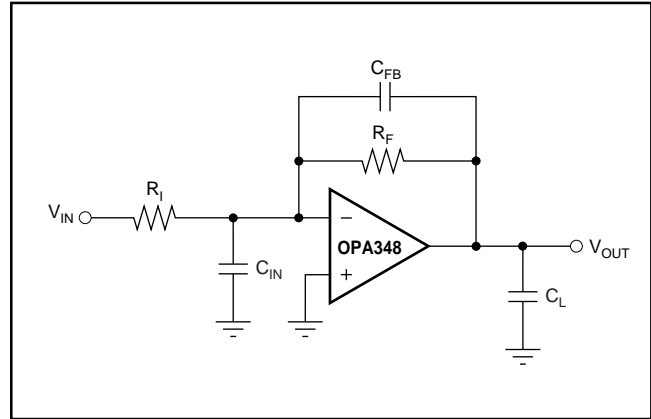 C_FB
R_F
R_I
V_IN
−
OPA348
V_OUT
C_IN
+
C_L